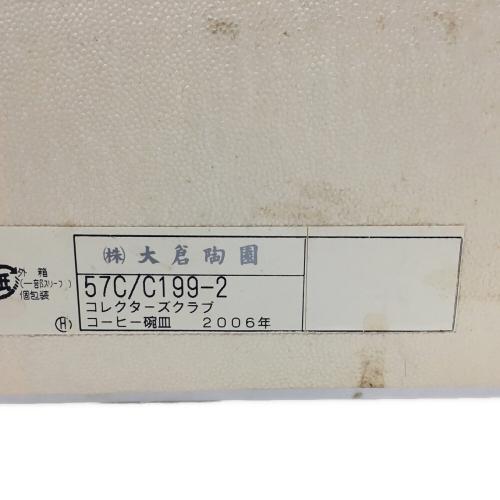 紙
外 箱
(一部スリーブ)
個包装
(H)
(株) 大倉陶園
57C/C199-2
コレクターズクラブ
コーヒー碗皿 2006年